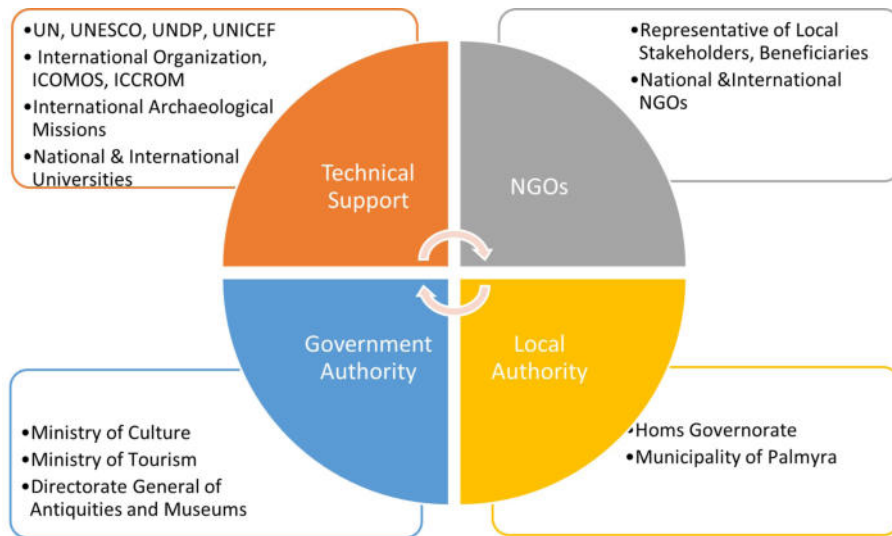 •UN, UNESCO, UNDP, UNICEF
• International Organization,
ICOMOS, ICCROM
•International Archaeological
Missions
•National & International
Universities
•Representative of Local
Stakeholders, Beneficiaries
•National &International
NGOs
Technical
Support
NGOs
Government
Authority
Local
Authority
•Ministry of Culture
•Ministry of Tourism
•Directorate General of
Antiquities and Museums
•Homs Governorate
•Municipality of Palmyra